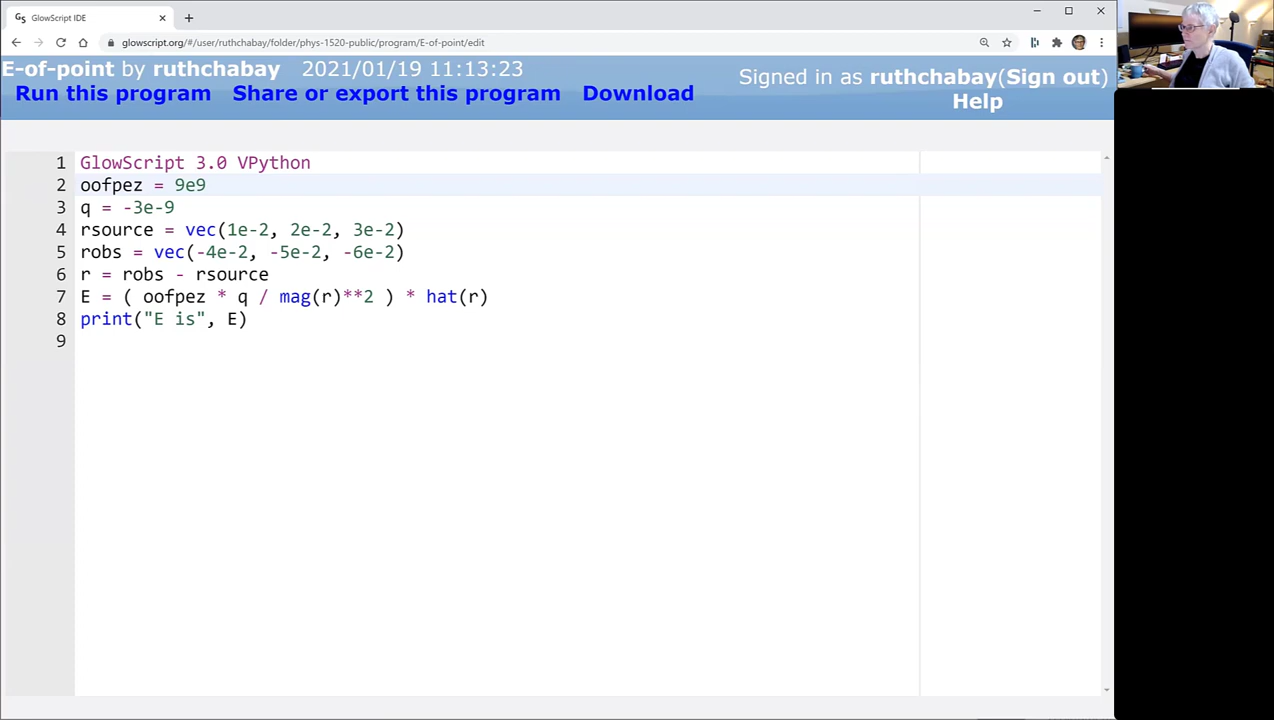 GlowScript IDE
glowscript.org/#/user/ruthchabay/folder/phys-1520-public/program/E-of-point/edit
E-of-point by ruthchabay 2021/01/19 11:13:23
Signed in as ruthchabay(Sign out)
Run this program Share or export this program Download
Help
1 GlowScript 3.0 VPython
2 oofpez = 9e9
3 q = -3e-9
4 rsource = vec(1e-2, 2e-2, 3e-2)
5 robs = vec(-4e-2, -5e-2, -6e-2)
6 r = robs - rsource
7 E = ( oofpez * q / mag(r)**2 ) * hat(r)
8 print("E is", E)
9